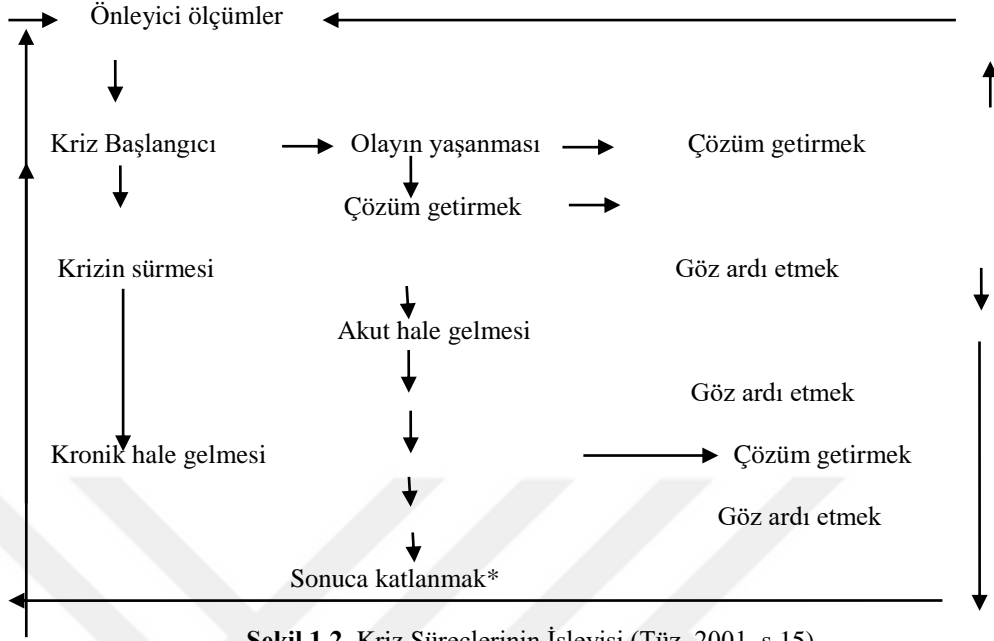 Önleyici ölçümler
Kriz Başlangıcı Olayın yaşanması Çözüm getirmek
Çözüm getirmek
Krizin sürmesi Göz ardı etmek
Akut hale gelmesi
Göz ardı etmek
Kronik hale gelmesi Çözüm getirmek
Göz ardı etmek
Sonuca katlanmak*
Şekil 1.2. Kriz Süreçlerinin İşleyişi (Tüz, 2001, s.15)